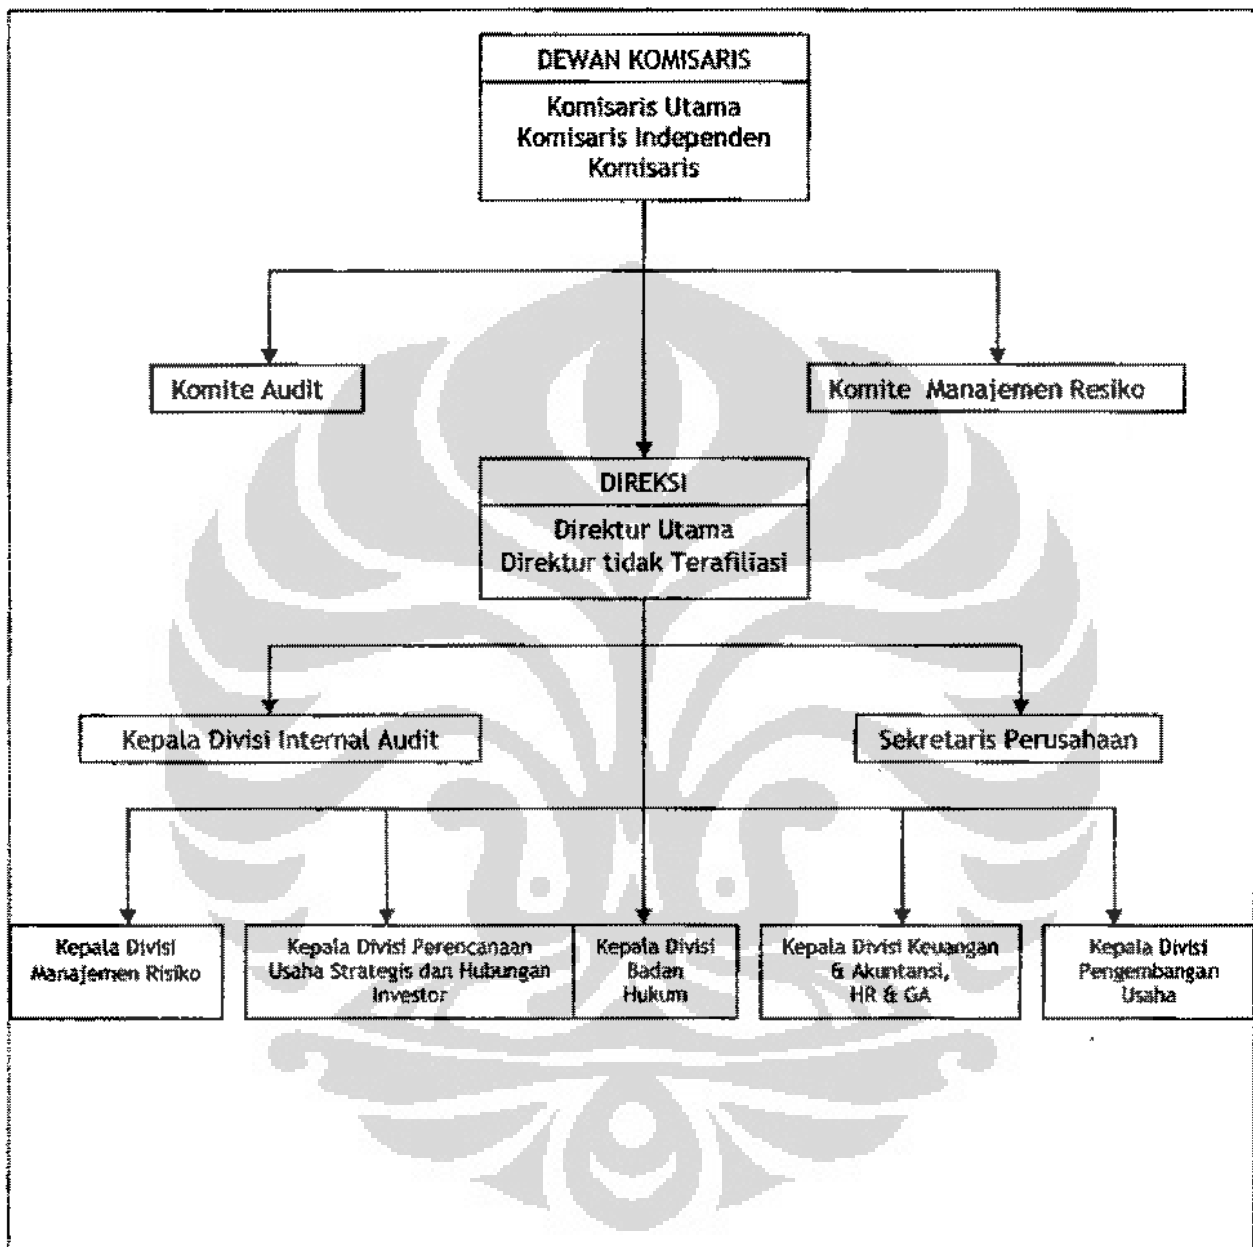 DEWAN KOMISARIS
Komisaris Utama
Komisaris Independen
Komisaris
Komite Audit
Komite Manajemen Resiko
DIREKSI
Direktur Utama
Direktur tidak Terafiliasi
Kepala Divisi Internal Audit
Sekretaris Perusahaan
Kepala Divisi
Manajemen Risiko
Kepala Divisi Perencanaan
Usaha Strategis dan Hubungan
Investor
Kepala Divisi
Badan
Hukum
Kepala Divisi Keuangan
& Akuntansi,
HR & GA
Kepala Divisi
Pengembangan
Usaha